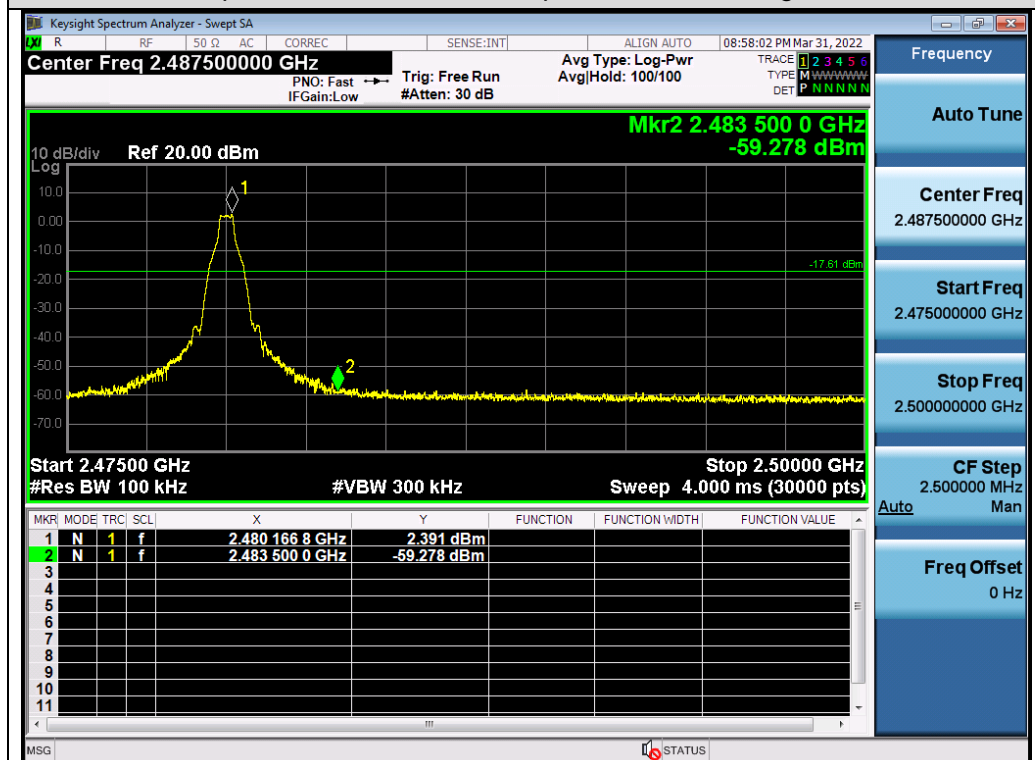 Keysight Spectrum Analyzer - Swept SA
LXI R RF 50 Ω AC CORREC SENSE:INT ALIGN AUTO 08:58:02 PM Mar 31, 2022
Center Freq 2.487500000 GHz
PNO: Fast
IFGain:Low
Trig: Free Run
#Atten: 30 dB
Avg Type: Log-Pwr
Avg|Hold: 100/100
TRACE 1 2 3 4 5 6
TYPE M WWWWW
DET P N N N N N
Mkr2 2.483 500 0 GHz
-59.278 dBm
10 dB/div Ref 20.00 dBm
Log
10.0
0.00
-10.0
-20.0
-30.0
-40.0
-50.0
-60.0
-70.0
1
2
-17.61 dBm
Start 2.47500 GHz Stop 2.50000 GHz
#Res BW 100 kHz #VBW 300 kHz Sweep 4.000 ms (30000 pts)
MKR MODE TRC SCL X Y FUNCTION FUNCTION WIDTH FUNCTION VALUE
1 N 1 f 2.480 166 8 GHz 2.391 dBm
2 N 1 f 2.483 500 0 GHz -59.278 dBm
3
4
5
6
7
8
9
10
11
MSG STATUS
Frequency
Auto Tune
Center Freq
2.487500000 GHz
Start Freq
2.475000000 GHz
Stop Freq
2.500000000 GHz
CF Step
2.500000 MHz
Auto Man
Freq Offset
0 Hz